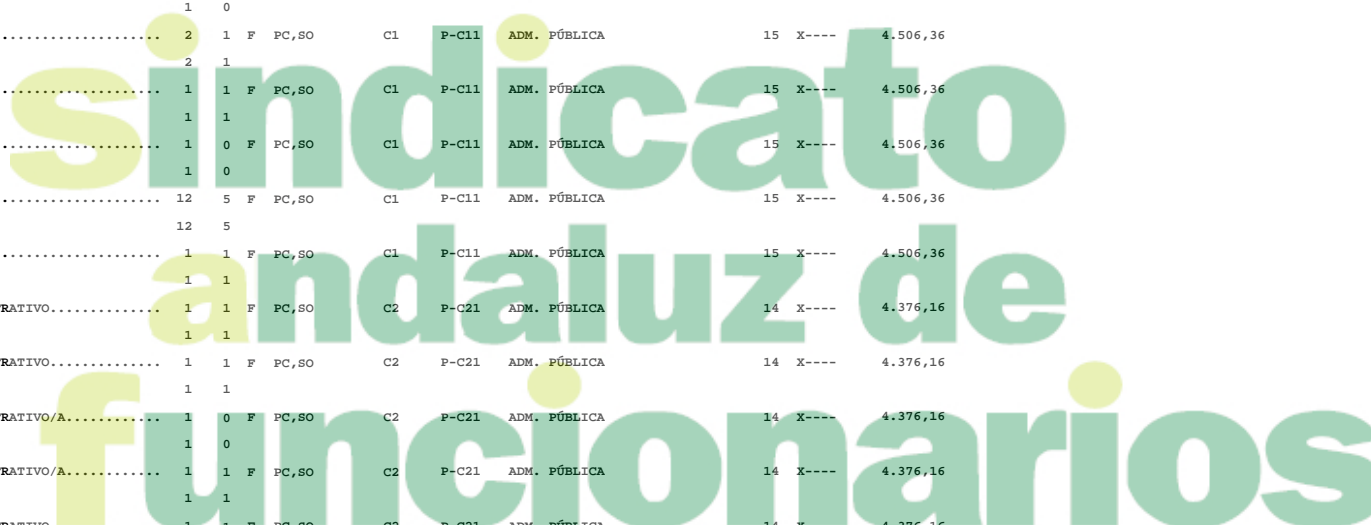 1 0
.................. 2 1 F PC,SO C1 P-C11 ADM. PÚBLICA 15 X---- 4.506,36
2 1
.................. 1 1 F PC,SO C1 P-C11 ADM. PÚBLICA 15 X---- 4.506,36
1 1
.................. 1 0 F PC,SO C1 P-C11 ADM. PÚBLICA 15 X---- 4.506,36
1 0
.................. 12 5 F PC,SO C1 P-C11 ADM. PÚBLICA 15 X---- 4.506,36
12 5
.................. 1 1 F PC,SO C1 P-C11 ADM. PÚBLICA 15 X---- 4.506,36
1 1
RATIVO............. 1 1 F PC,SO C2 P-C21 ADM. PÚBLICA 14 X---- 4.376,16
1 1
RATIVO............. 1 1 F PC,SO C2 P-C21 ADM. PÚBLICA 14 X---- 4.376,16
1 1
RATIVO/A........... 1 0 F PC,SO C2 P-C21 ADM. PÚBLICA 14 X---- 4.376,16
1 0
RATIVO/A........... 1 1 F PC,SO C2 P-C21 ADM. PÚBLICA 14 X---- 4.376,16
1 1
sindicato
andaluz de
funcionarios